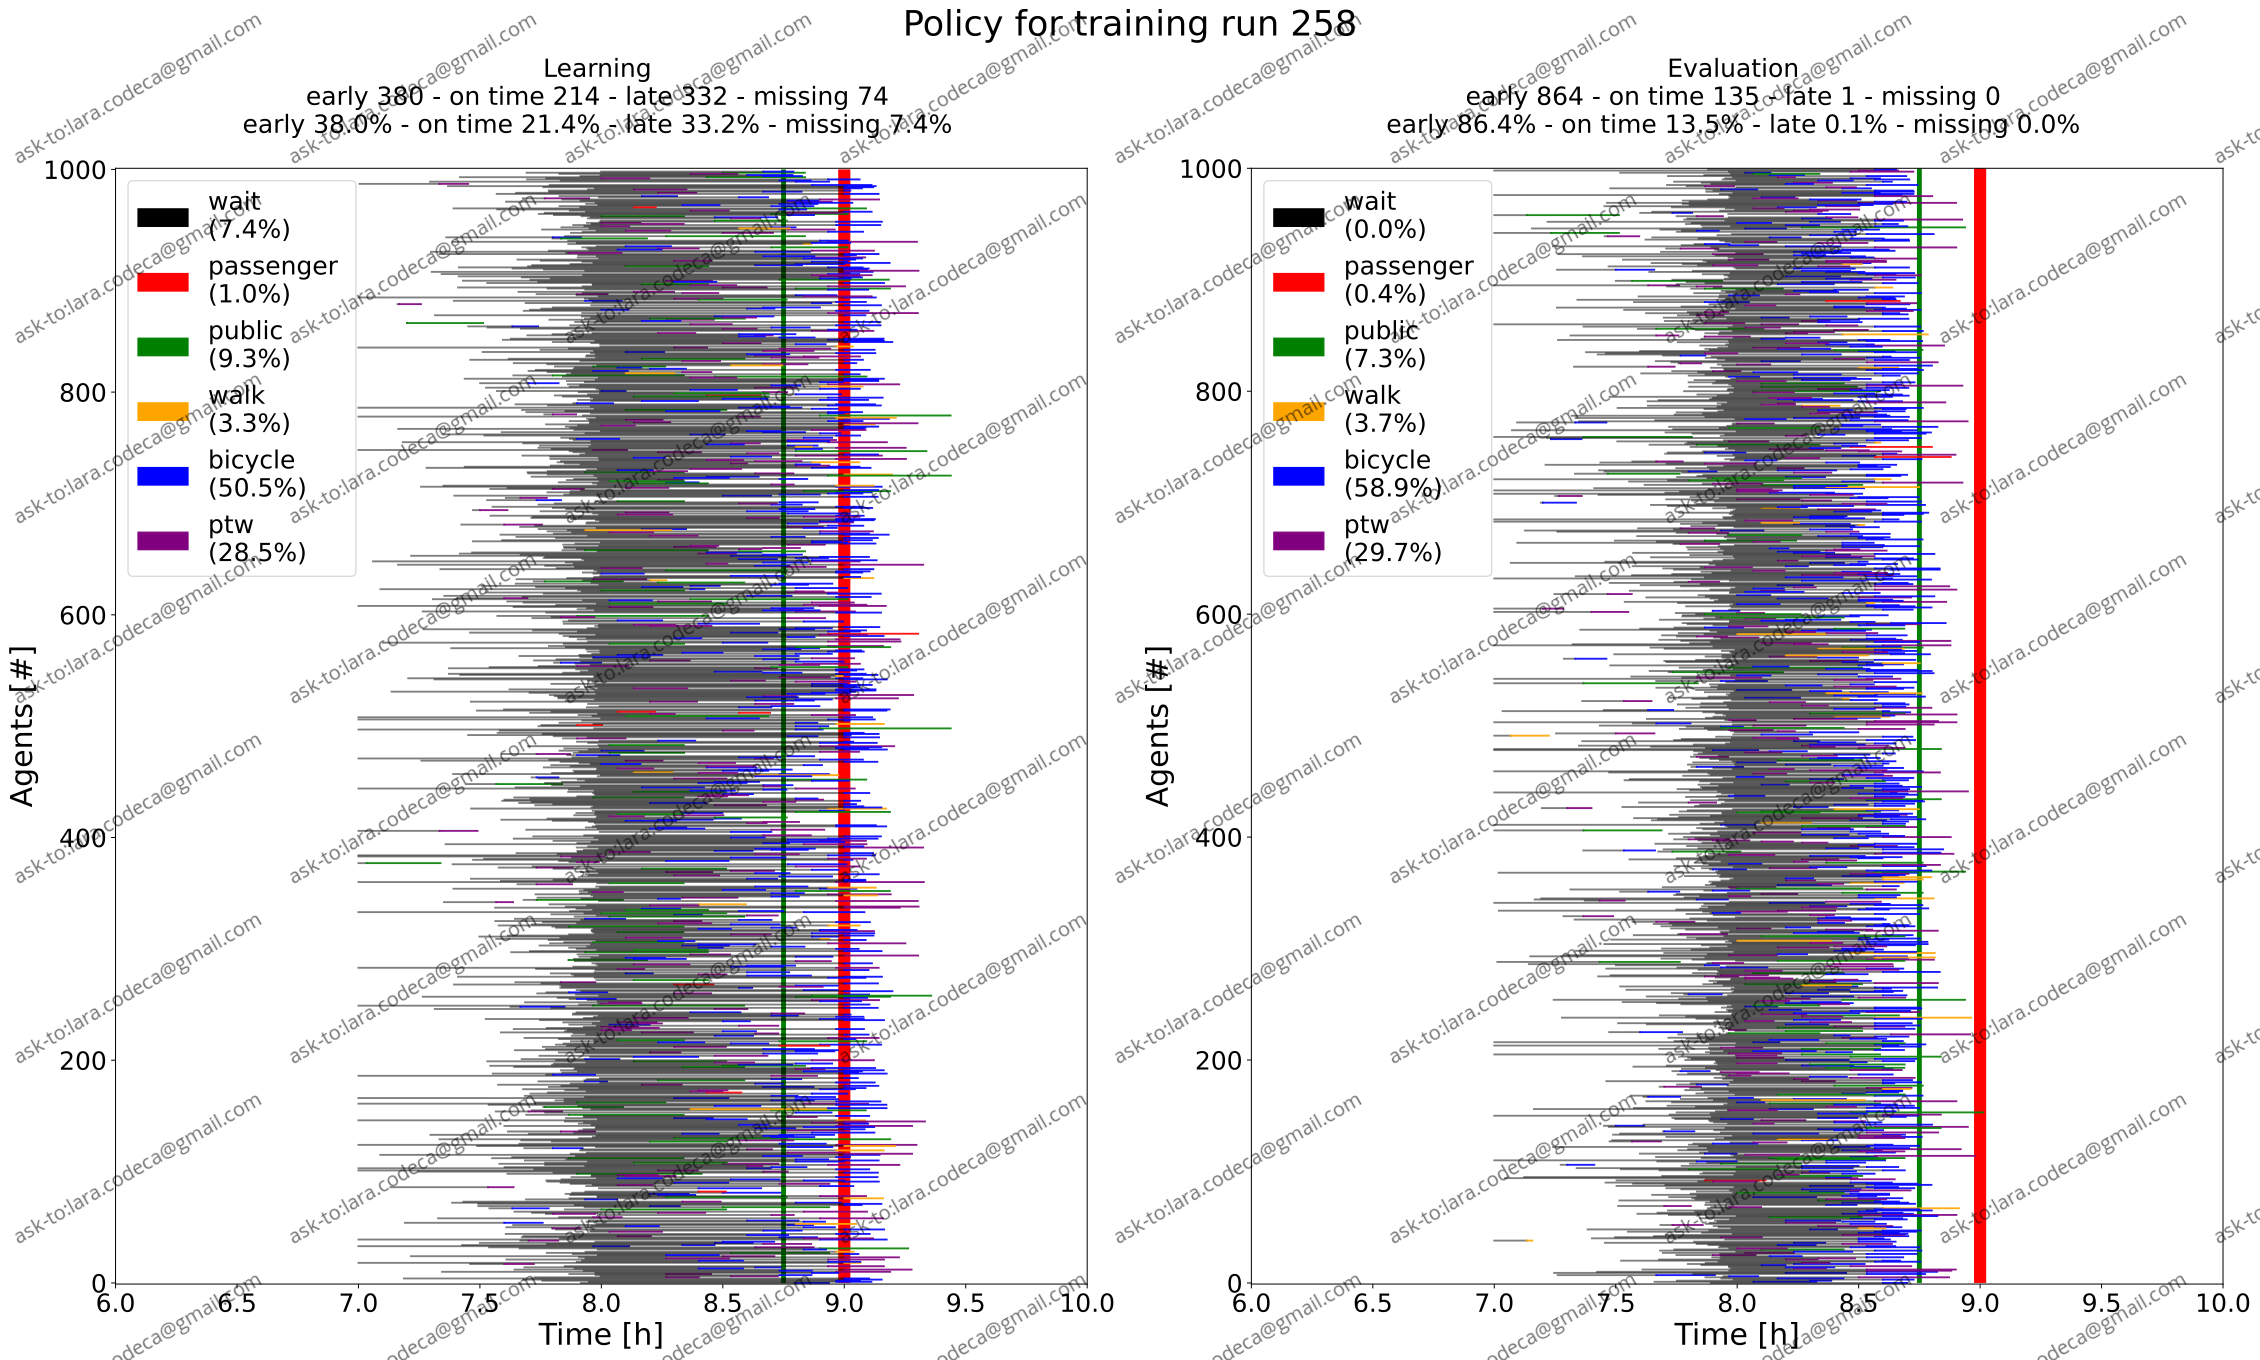 Policy for training run 258
Learning
early 380 - on time 214 - late 332 - missing 74
early 38.0% - on time 21.4% - late 33.2% - missing 7.4%
1000
800
600
400
200
0
Agents [#]
wait
(7.4%)
passenger
(1.0%)
public
(9.3%)
walk
(3.3%)
bicycle
(50.5%)
ptw
(28.5%)
6.0 6.5 7.0 7.5 8.0 8.5 9.0 9.5 10.0
Time [h]
Evaluation
early 864 - on time 135 - late 1 - missing 0
early 86.4% - on time 13.5% - late 0.1% - missing 0.0%
1000
800
600
400
200
0
Agents [#]
wait
(0.0%)
passenger
(0.4%)
public
(7.3%)
walk
(3.7%)
bicycle
(58.9%)
ptw
(29.7%)
6.0 6.5 7.0 7.5 8.0 8.5 9.0 9.5 10.0
Time [h]
ask-to:lara.codeca@gmail.com